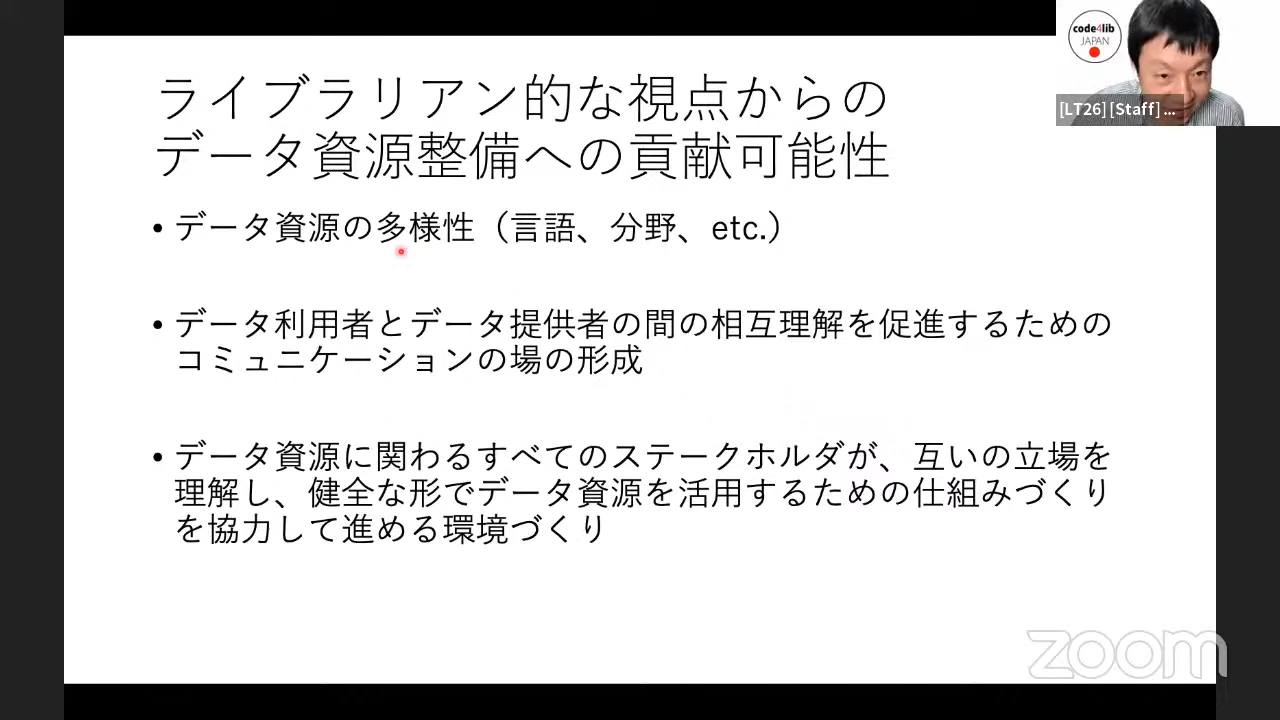 code4lib
JAPAN
[LT26] [Staff] ...
ライブラリアン的な視点からの
データ資源整備への貢献可能性
• データ資源の多様性（言語、分野、etc.）
• データ利用者とデータ提供者の間の相互理解を促進するための
コミュニケーションの場の形成
• データ資源に関わるすべてのステークホルダが、互いの立場を
理解し、健全な形でデータ資源を活用するための仕組みづくり
を協力して進める環境づくり
zoom